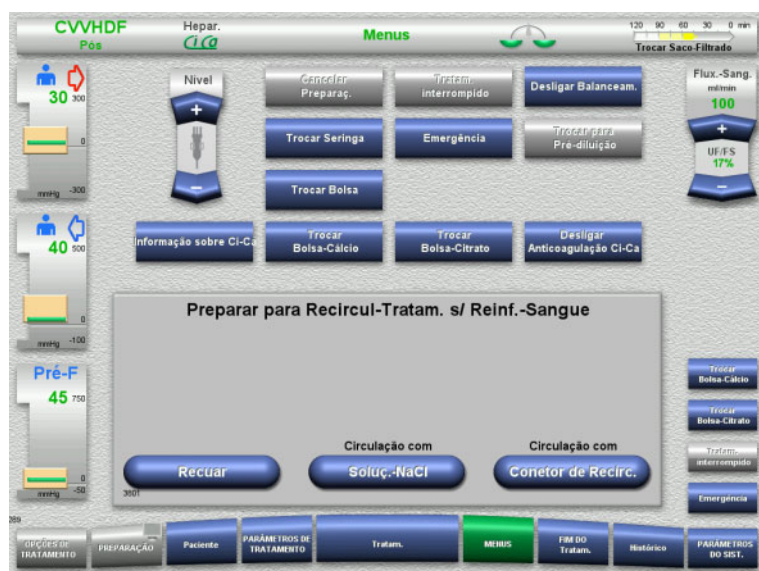 CVVHDF
Pós
Hepar.
Ci Ca
Menus
120 90 60 30 0 min
Trocar Saco-Filtrado
30
300
0
mmHg -300
Nível
+
−
Cancelar
Preparaç.
Tratam.
interrompido
Desligar Balanceam.
Trocar Seringa
Emergência
Trocar para
Pré-diluição
Trocar Bolsa
Flux.-Sang.
ml/min
100
+
UF/FS
17%
−
40
500
0
mmHg -100
Informação sobre Ci-Ca
Trocar
Bolsa-Cálcio
Trocar
Bolsa-Citrato
Desligar
Anticoagulação Ci-Ca
Preparar para Recircul-Tratam. s/ Reinf.-Sangue
Circulação com
Circulação com
Recuar
Soluç.-NaCl
Conetor de Recirc.
3601
Pré-F
45
750
0
mmHg -50
Trocar
Bolsa-Cálcio
Trocar
Bolsa-Citrato
Tratam.
interrompido
Emergência
OPÇÕES DE
TRATAMENTO
PREPARAÇÃO
Paciente
PARÂMETROS DE
TRATAMENTO
Tratam.
MENUS
FIM DO
Tratam.
Histórico
PARÂMETROS
DO SIST.